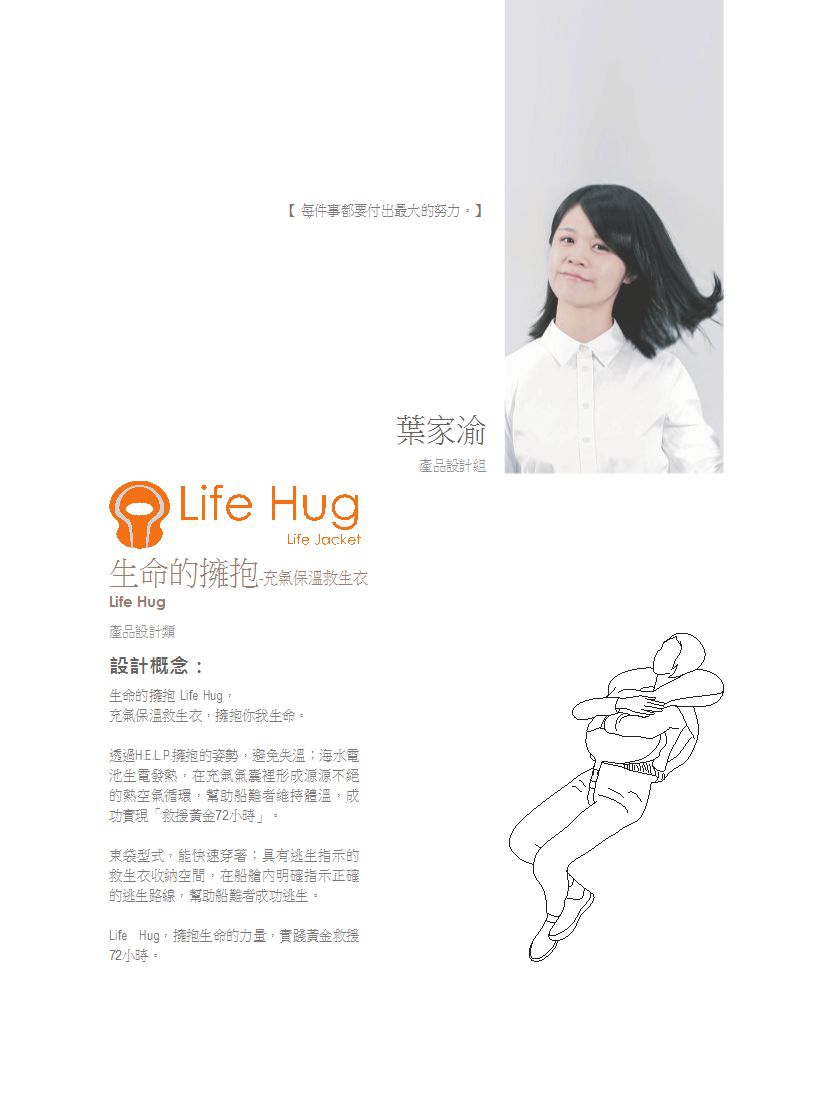 【 每件事都要付出最大的努力。】
葉家渝
產品設計組
Life Hug
Life Jacket
生命的擁抱-充氣保溫救生衣
Life Hug
產品設計類
設計概念：
生命的擁抱 Life Hug，
充氣保溫救生衣，擁抱你我生命。
透過H.E.L.P.擁抱的姿勢，避免失溫；海水電
池生電發熱，在充氣氣囊裡形成源源不絕
的熱空氣循環，幫助船難者維持體溫，成
功實現「救援黃金72小時」。
束袋型式，能快速穿著；具有逃生指示的
救生衣收納空間，在船艙內明確指示正確
的逃生路線，幫助船難者成功逃生。
Life Hug，擁抱生命的力量，實踐黃金救援
72小時。